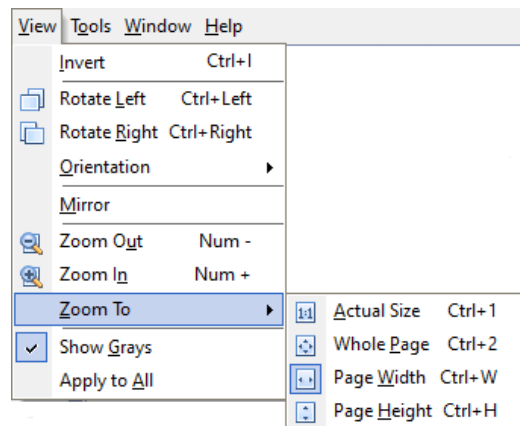 View Tools Window Help
Invert Ctrl+I
Rotate Left Ctrl+Left
Rotate Right Ctrl+Right
Orientation
Mirror
Zoom Out Num -
Zoom In Num +
Zoom To
Show Grays
Apply to All
1:1 Actual Size Ctrl+1
Whole Page Ctrl+2
Page Width Ctrl+W
Page Height Ctrl+H